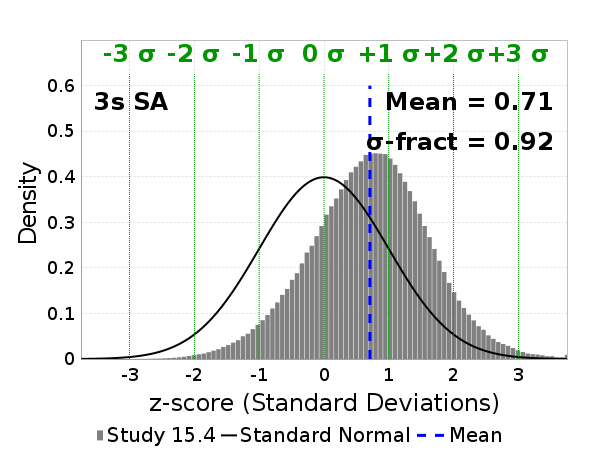 -3 σ -2 σ -1 σ 0 σ +1 σ +2 σ +3 σ
0.6
3s SA
Mean = 0.71
0.5
σ-fract = 0.92
0.4
0.3
0.2
0.1
0
Density
-3 -2 -1 0 1 2 3
z-score (Standard Deviations)
Study 15.4 Standard Normal Mean